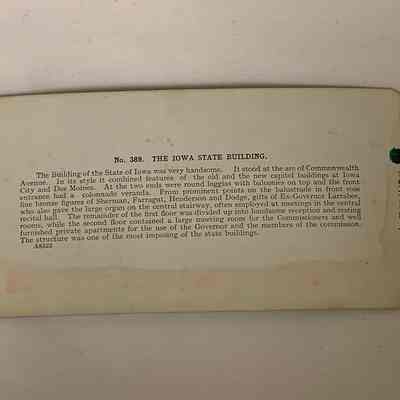 No. 389. THE IOWA STATE BUILDING.
The Building of the State of Iowa was very handsome. It stood at the arc of Commonwealth
Avenue. In its style it combined features of the old and the new capitol buildings at Iowa
City and Des Moines. At the two ends were round loggias with balconies on top and the front
entrance had a colonnade veranda. From prominent points on the balustrade in front rose
fine bronze figures of Sherman, Farragut, Henderson and Dodge, gifts of Ex-Governor Larrabee,
who also gave the large organ on the central stairway, often employed at meetings in the central
recital hall. The remainder of the first floor was divided up into handsome reception and resting
rooms, while the second floor contained a large meeting room for the Commissioners and well
furnished private apartments for the use of the Governor and the members of the commission.
The structure was one of the most imposing of the state buildings.
A8322